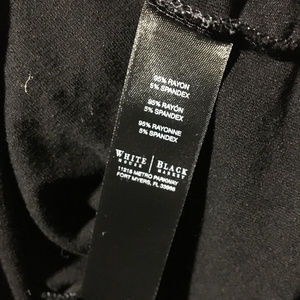 95% RAYON
5% SPANDEX
95% RAYÓN
5% SPANDEX
95% RAYONNE
5% SPANDEX
WHITE | BLACK
HOUSE MARKET
11215 METRO PARKWAY
FORT MYERS, FL 33966